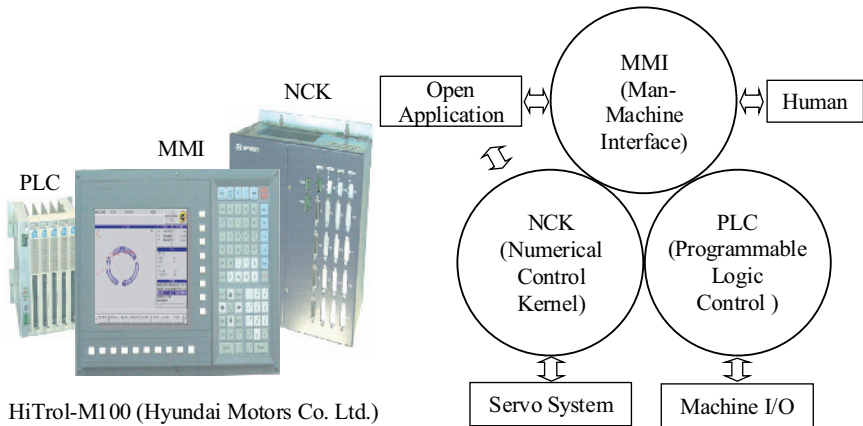 NCK
MMI
PLC
HiTrol-M100 (Hyundai Motors Co. Ltd.)
MMI
(Man-
Machine
Interface)
Open
Application
Human
NCK
(Numerical
Control
Kernel)
PLC
(Programmable
Logic
Control )
Servo System
Machine I/O